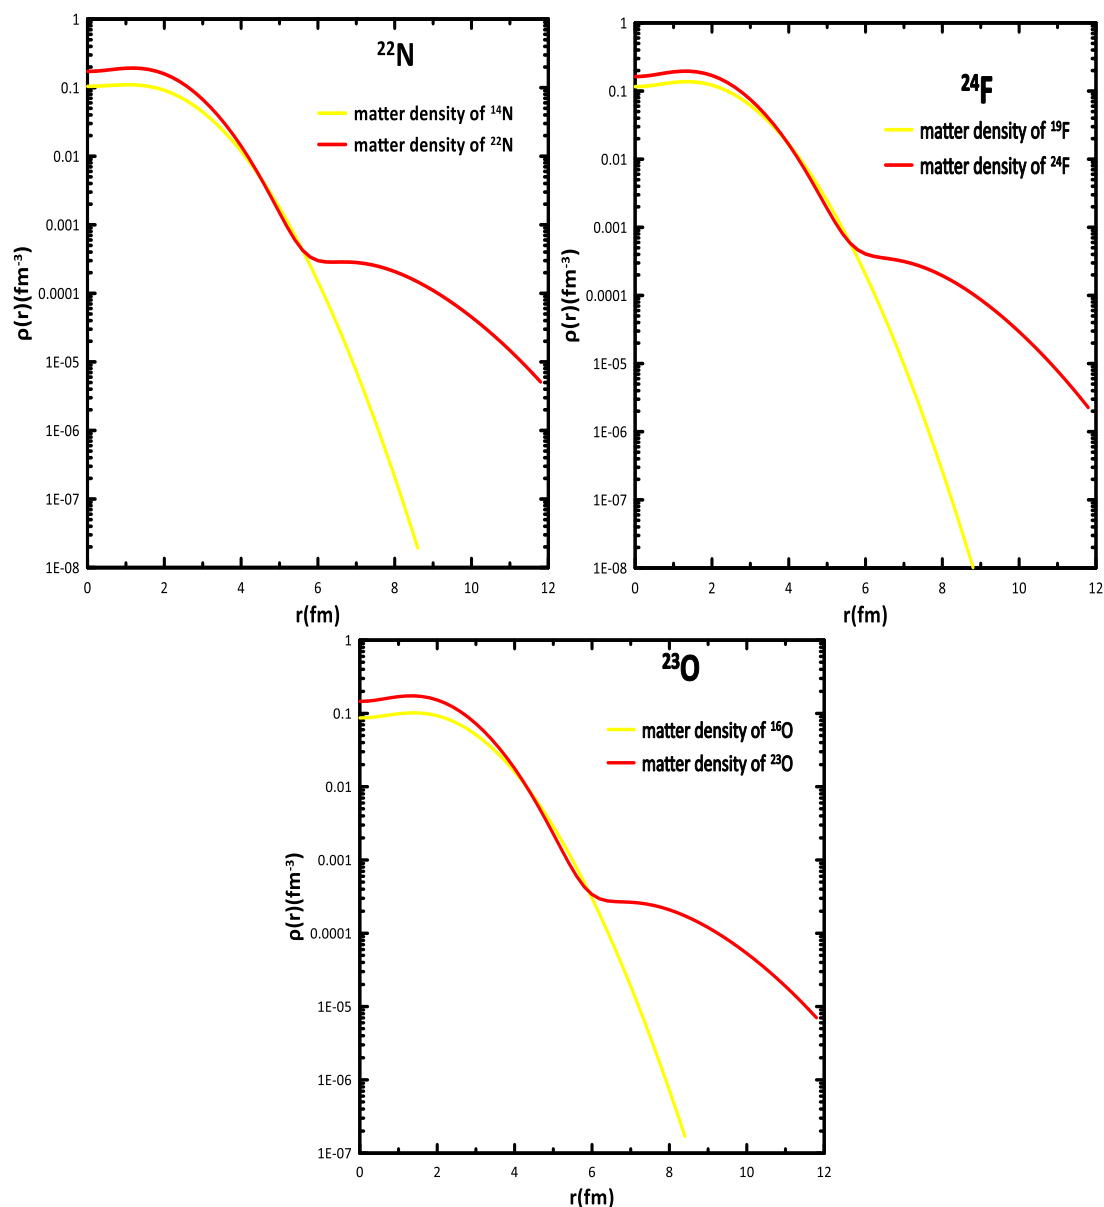 ²²N
matter density of ¹⁴N
matter density of ²²N
1
0.1
0.01
0.001
0.0001
1E-05
1E-06
1E-07
1E-08
ρ(r)(fm⁻³)
0 2 4 6 8 10 12
r(fm)
²⁴F
matter density of ¹⁹F
matter density of ²⁴F
1
0.1
0.01
0.001
0.0001
1E-05
1E-06
1E-07
1E-08
ρ(r)(fm⁻³)
0 2 4 6 8 10 12
r(fm)
²³O
matter density of ¹⁶O
matter density of ²³O
1
0.1
0.01
0.001
0.0001
1E-05
1E-06
1E-07
ρ(r)(fm⁻³)
0 2 4 6 8 10 12
r(fm)